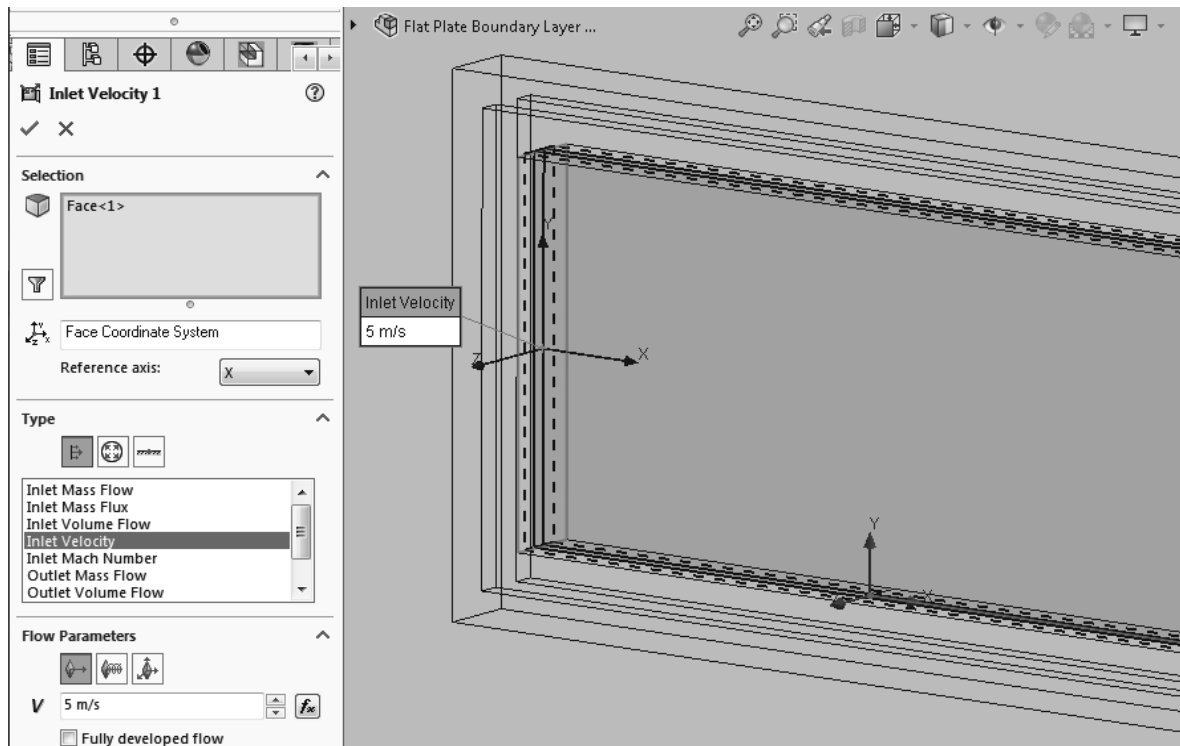 Flat Plate Boundary Layer ...
Inlet Velocity 1
?
Selection
Face<1>
Face Coordinate System
Reference axis:
X
Type
Inlet Mass Flow
Inlet Mass Flux
Inlet Volume Flow
Inlet Velocity
Inlet Mach Number
Outlet Mass Flow
Outlet Volume Flow
Flow Parameters
V
5 m/s
fx
Fully developed flow
Y
Inlet Velocity
5 m/s
Z
X
Y
X